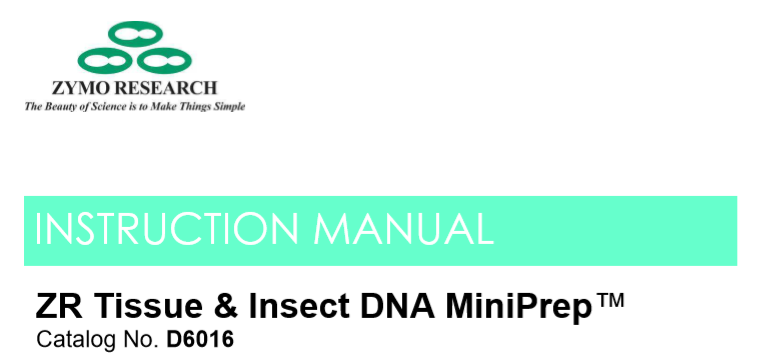 ZYMO RESEARCH
The Beauty of Science is to Make Things Simple
INSTRUCTION MANUAL
ZR Tissue & Insect DNA MiniPrep™
Catalog No. D6016